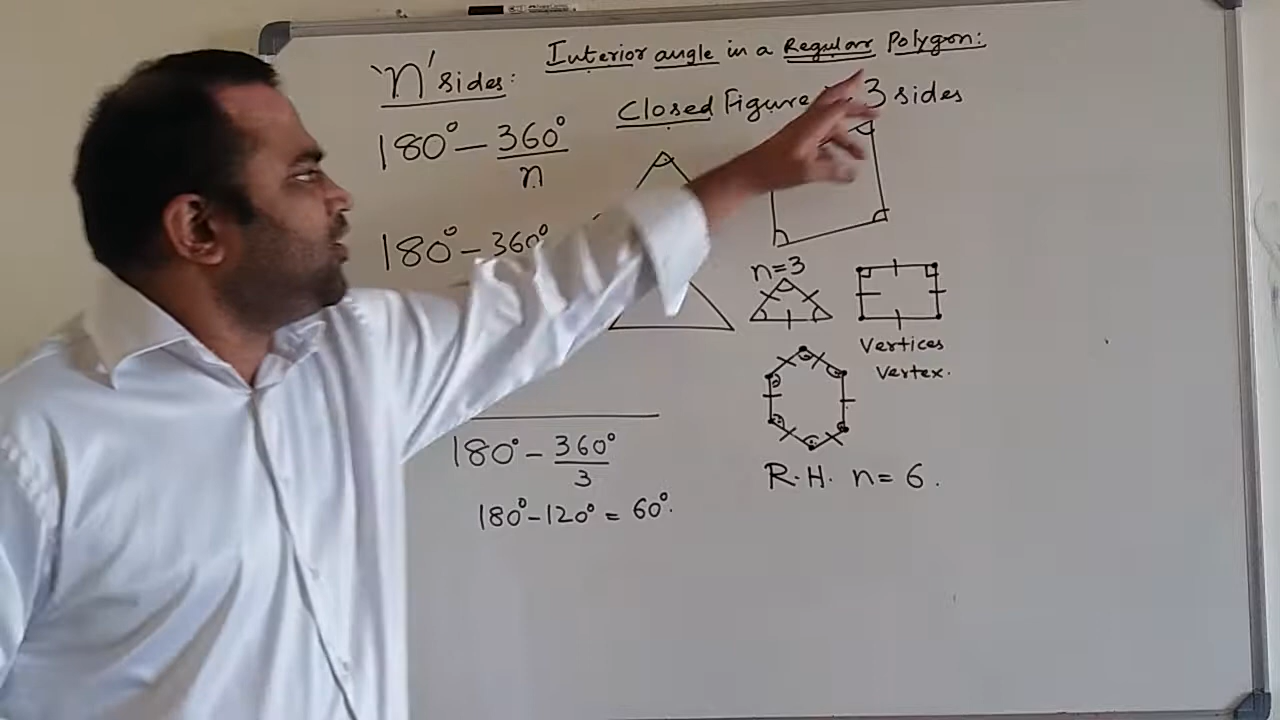 Interior angle in a Regular Polygon:
'n' sides:
Closed Figure 3 sides
180° - 360°/n
180° - 360°
n=3
Vertices
Vertex.
180° - 360°/3
R.H. n = 6.
180° - 120° = 60°.